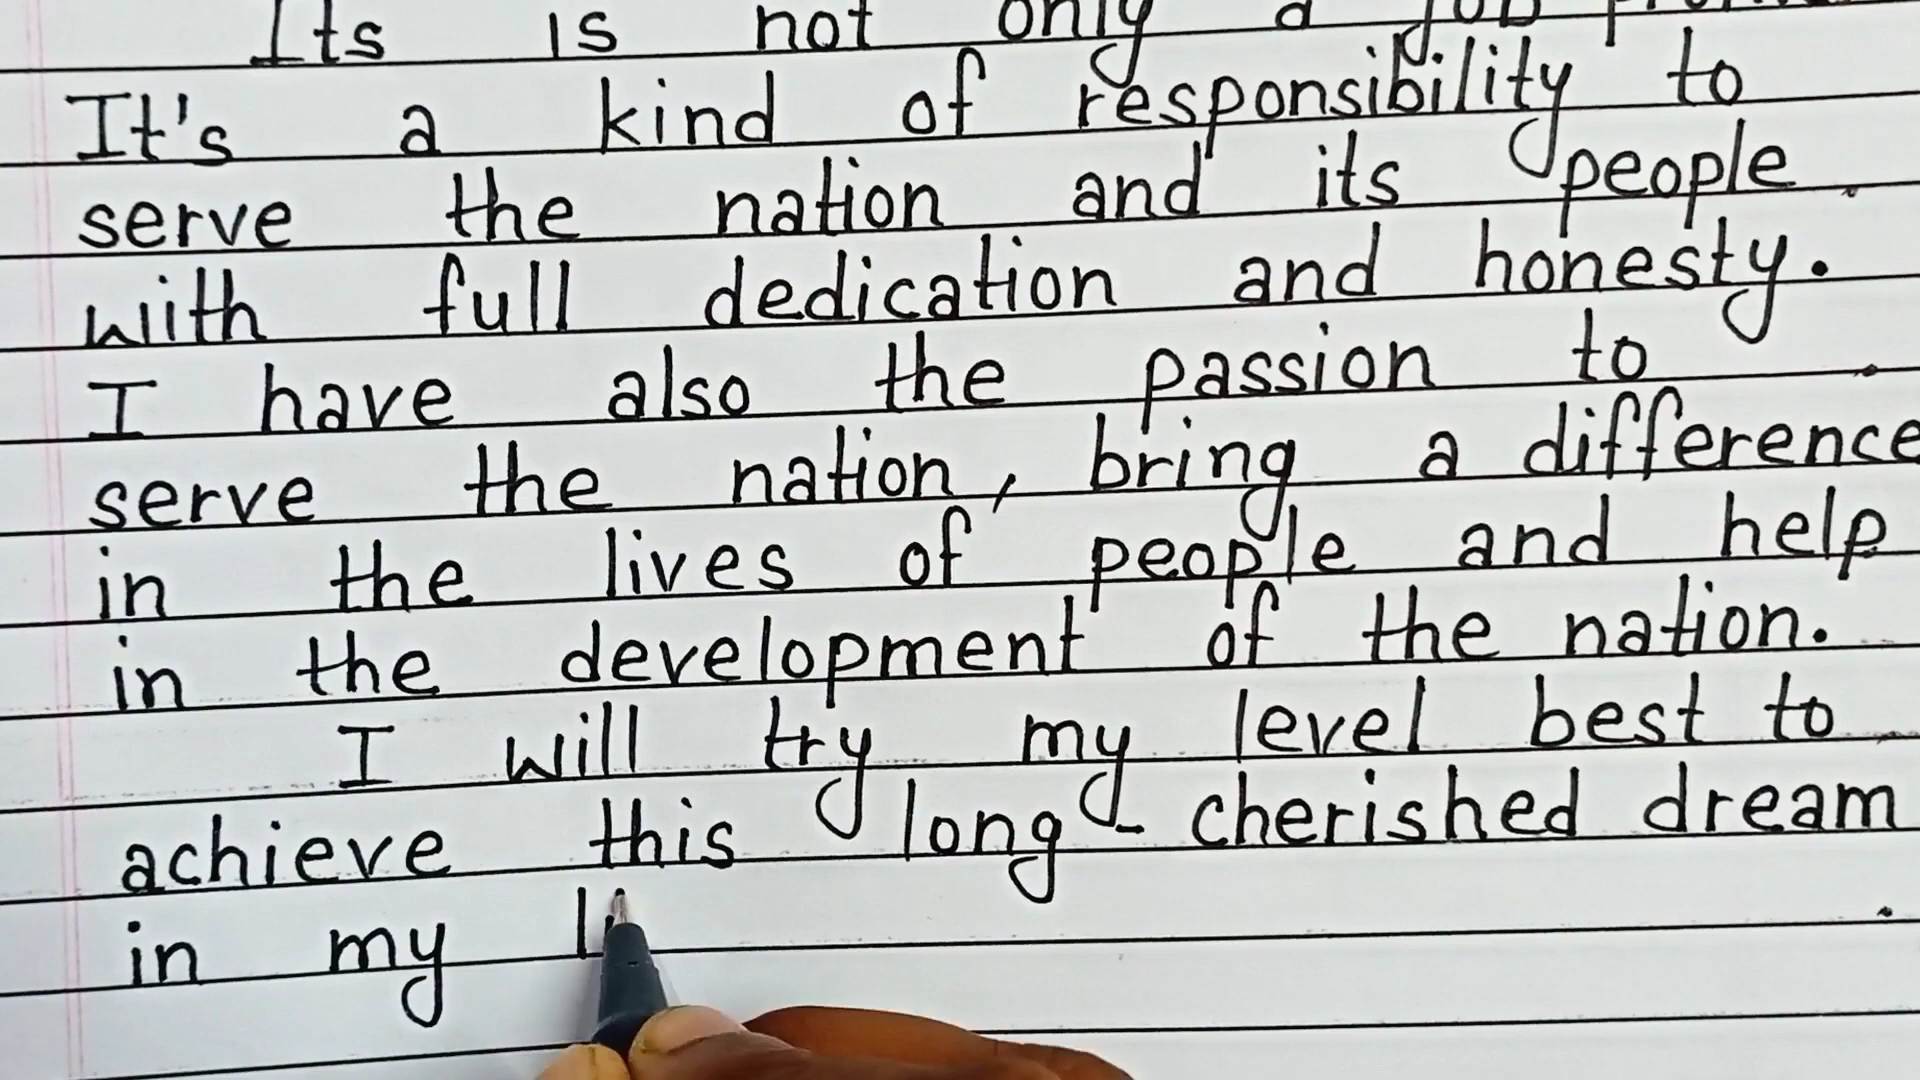 Its is not only a job
It's a kind of responsibility to
serve the nation and its people
wiith full dedication and honesty.
I have also the passion to
serve the nation, bring a difference
in the lives of people and help
in the development of the nation.
I will try my level best to
achieve this long-cherished dream
in my